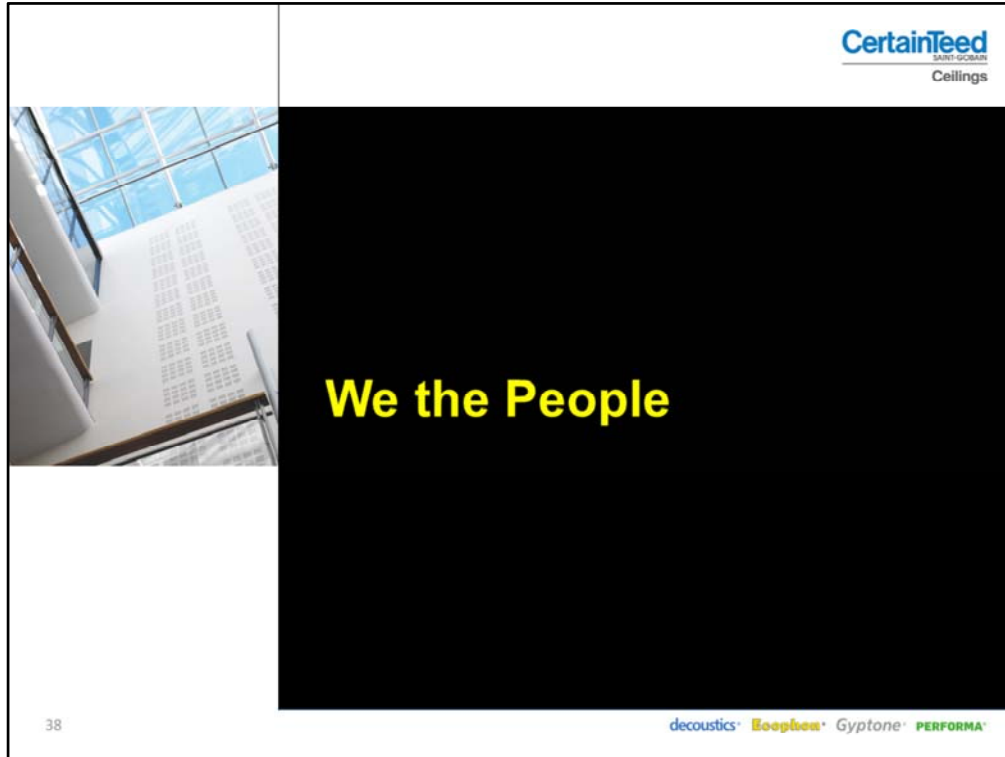 CertainTeed
SAINT-GOBAIN
Ceilings
We the People
38
decoustics® Ecophon® Gyptone® PERFORMA®